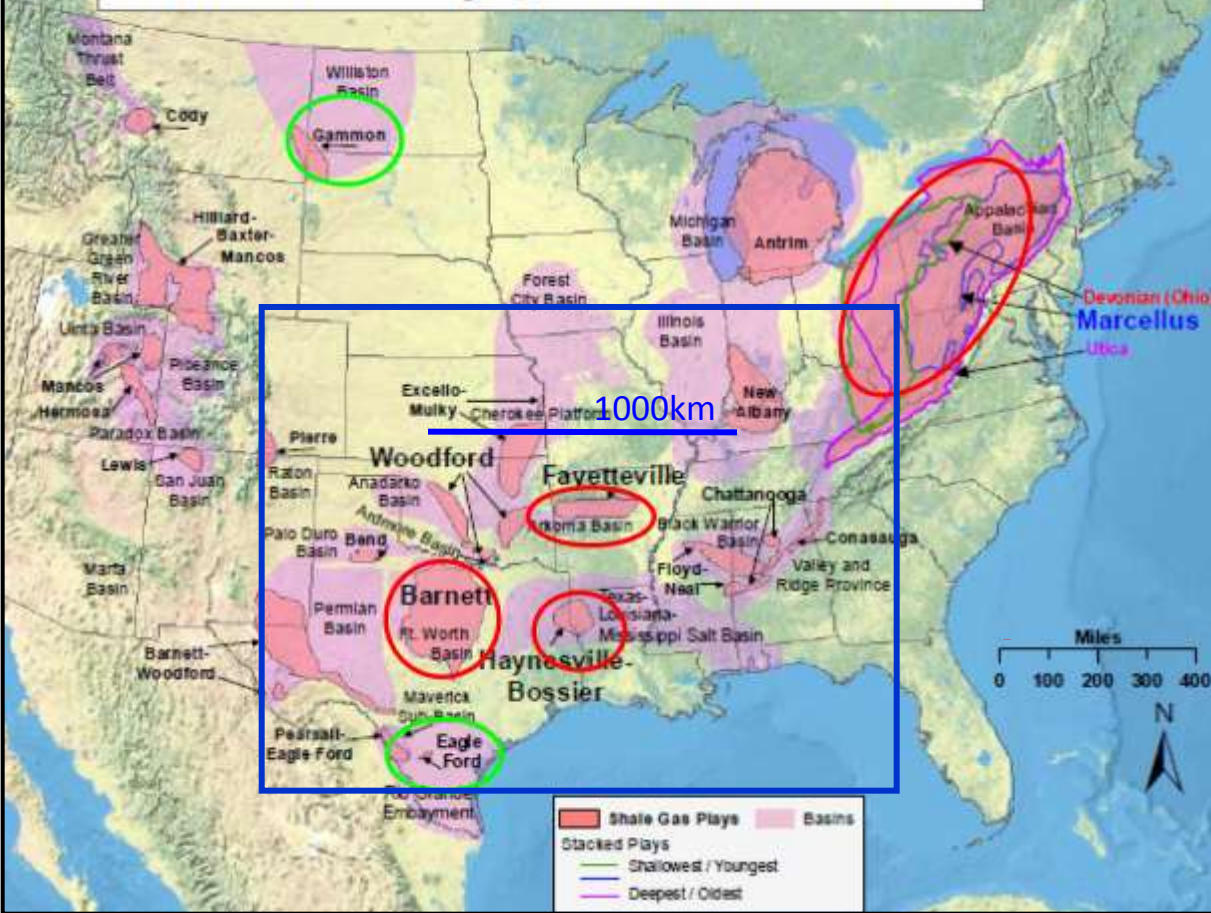 Montana
Thrust
Belt
Cody
Williston
Basin
Gammon
Hilliard-
Baxter-
Mancos
Greater
Green
River
Basin
Uinta Basin
Piceance
Basin
Mancos
Hermosa
Paradox Basin
Lewis
San Juan
Basin
Pierre
Raton
Basin
Michigan
Basin
Antrim
Appalachian
Basin
Devonian (Ohio
Marcellus
Utica
Forest
City Basin
Illinois
Basin
New
Albany
Excello-
Mulky
Cherokee Platform
1000km
Woodford
Anadarko
Basin
Ardmore Basin
Fayetteville
Arkoma Basin
Chattanooga
Black Warrior
Basin
Conasauga
Floyd-
Neal
Valley and
Ridge Province
Palo Duro
Basin
Bend
Marfa
Basin
Permian
Basin
Barnett
Ft. Worth
Basin
Texas-
Louisiana-
Mississippi Salt Basin
Haynesville-
Bossier
Barnett-
Woodford
Maverick
Sub-Basin
Pearsall-
Eagle Ford
Eagle
Ford
Rio Grande
Embayment
Miles
0 100 200 300 400
N
Shale Gas Plays
Basins
Stacked Plays
Shallowest / Youngest
Deepest / Oldest